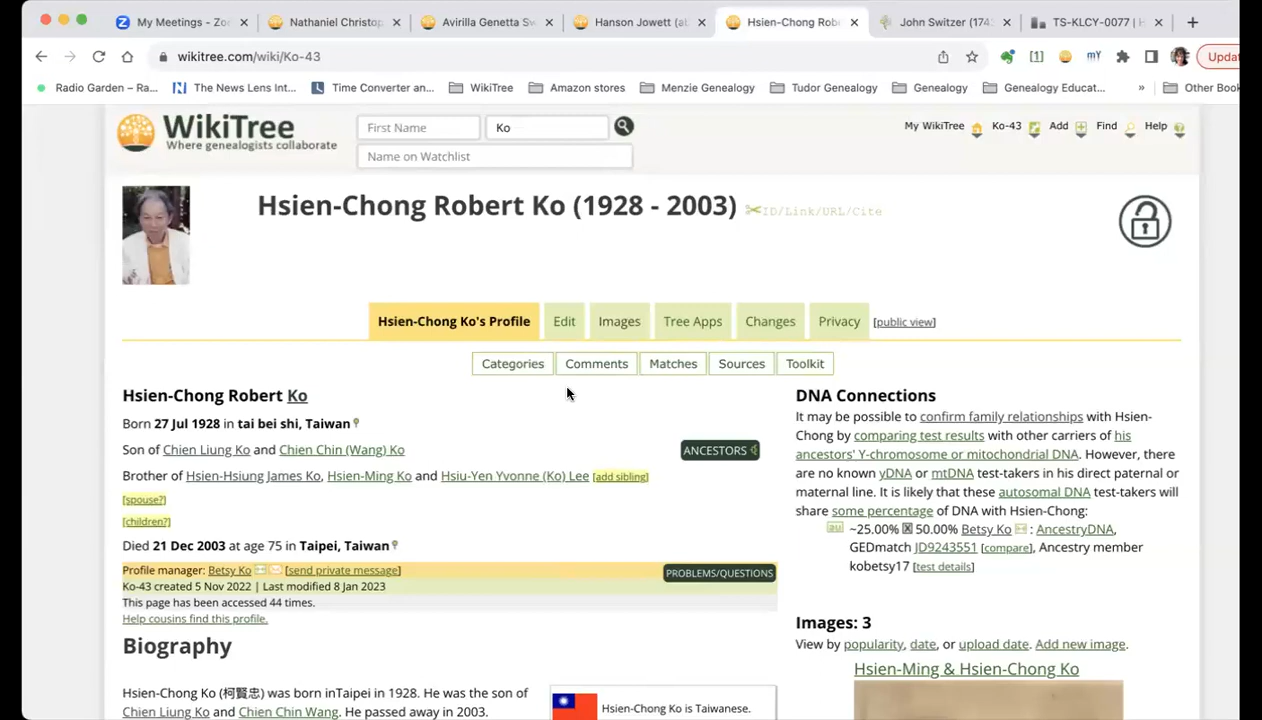 My Meetings - Zoo
Nathaniel Christop
Avirilla Genetta Sw
Hanson Jowett (ab
Hsien-Chong Robe
John Switzer (174
TS-KLCY-0077 | H
wikitree.com/wiki/Ko-43
[1]
mY
Updat
Radio Garden – Ra...
The News Lens Int...
Time Converter an...
WikiTree
Amazon stores
Menzie Genealogy
Tudor Genealogy
Genealogy
Genealogy Educat...
»
Other Book
WikiTree
Where genealogists collaborate
First Name
Ko
My WikiTree
Ko-43
Add
Find
Help
Name on Watchlist
Hsien-Chong Robert Ko (1928 - 2003)
ID/Link/URL/Cite
Hsien-Chong Ko's Profile
Edit
Images
Tree Apps
Changes
Privacy
[public view]
Categories
Comments
Matches
Sources
Toolkit
Hsien-Chong Robert Ko
Born 27 Jul 1928 in tai bei shi, Taiwan
Son of Chien Liung Ko and Chien Chin (Wang) Ko
ANCESTORS
Brother of Hsien-Hsiung James Ko, Hsien-Ming Ko and Hsiu-Yen Yvonne (Ko) Lee [add sibling]
[spouse?]
[children?]
Died 21 Dec 2003 at age 75 in Taipei, Taiwan
Profile manager: Betsy Ko [send private message]
Ko-43 created 5 Nov 2022 | Last modified 8 Jan 2023
PROBLEMS/QUESTIONS
This page has been accessed 44 times.
Help cousins find this profile.
Biography
Hsien-Chong Ko (柯賢忠) was born inTaipei in 1928. He was the son of
Chien Liung Ko and Chien Chin Wang. He passed away in 2003.
Hsien-Chong Ko is Taiwanese.
DNA Connections
It may be possible to confirm family relationships with Hsien-
Chong by comparing test results with other carriers of his
ancestors' Y-chromosome or mitochondrial DNA. However, there
are no known yDNA or mtDNA test-takers in his direct paternal or
maternal line. It is likely that these autosomal DNA test-takers will
share some percentage of DNA with Hsien-Chong:
~25.00% 50.00% Betsy Ko : AncestryDNA,
GEDmatch JD9243551 [compare], Ancestry member
kobetsy17 [test details]
Images: 3
View by popularity, date, or upload date. Add new image.
Hsien-Ming & Hsien-Chong Ko